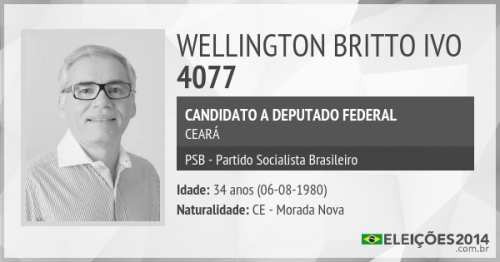 WELLINGTON BRITTO IVO
4077
CANDIDATO A DEPUTADO FEDERAL
CEARÁ
PSB - Partido Socialista Brasileiro
Idade: 34 anos (06-08-1980)
Naturalidade: CE - Morada Nova
ELEIÇÕES2014
.com.br